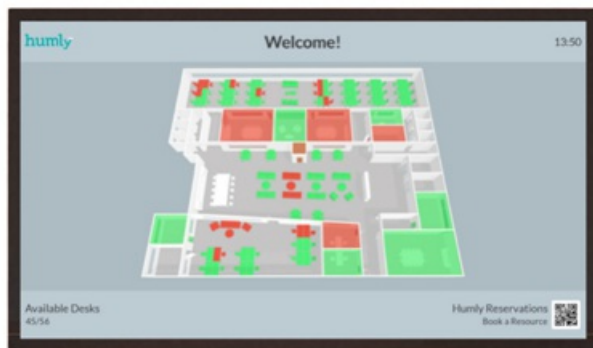 humly
Welcome!
13:50
Available Desks
45/56
Humly Reservations
Book a Resource